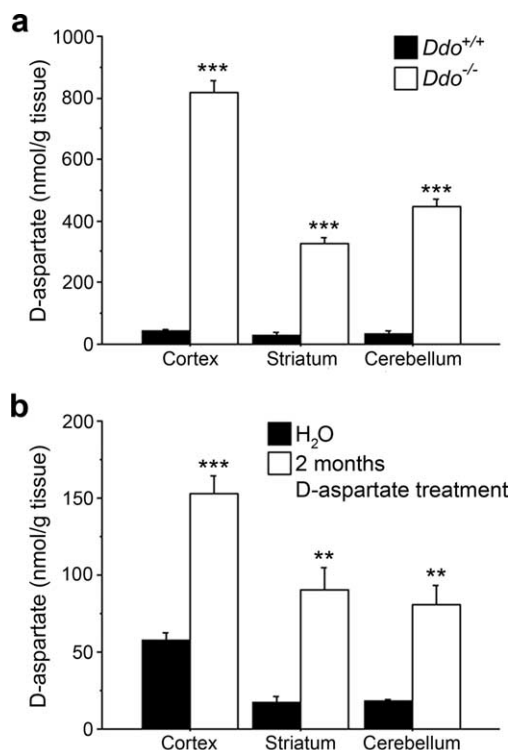 a
D-aspartate (nmol/g tissue)
1000
800
600
400
200
0
Ddo+/+
Ddo-/-
***
***
***
Cortex Striatum Cerebellum
b
D-aspartate (nmol/g tissue)
200
150
100
50
0
H2O
2 months
D-aspartate treatment
***
**
**
Cortex Striatum Cerebellum